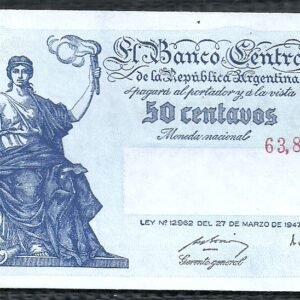 El Banco Centr
de la República Argentina
pagará al portador y á la vista
50 centavos
Moneda nacional
63,8
LEY Nº 12962 DEL 27 DE MARZO DE 1947
Gerente general